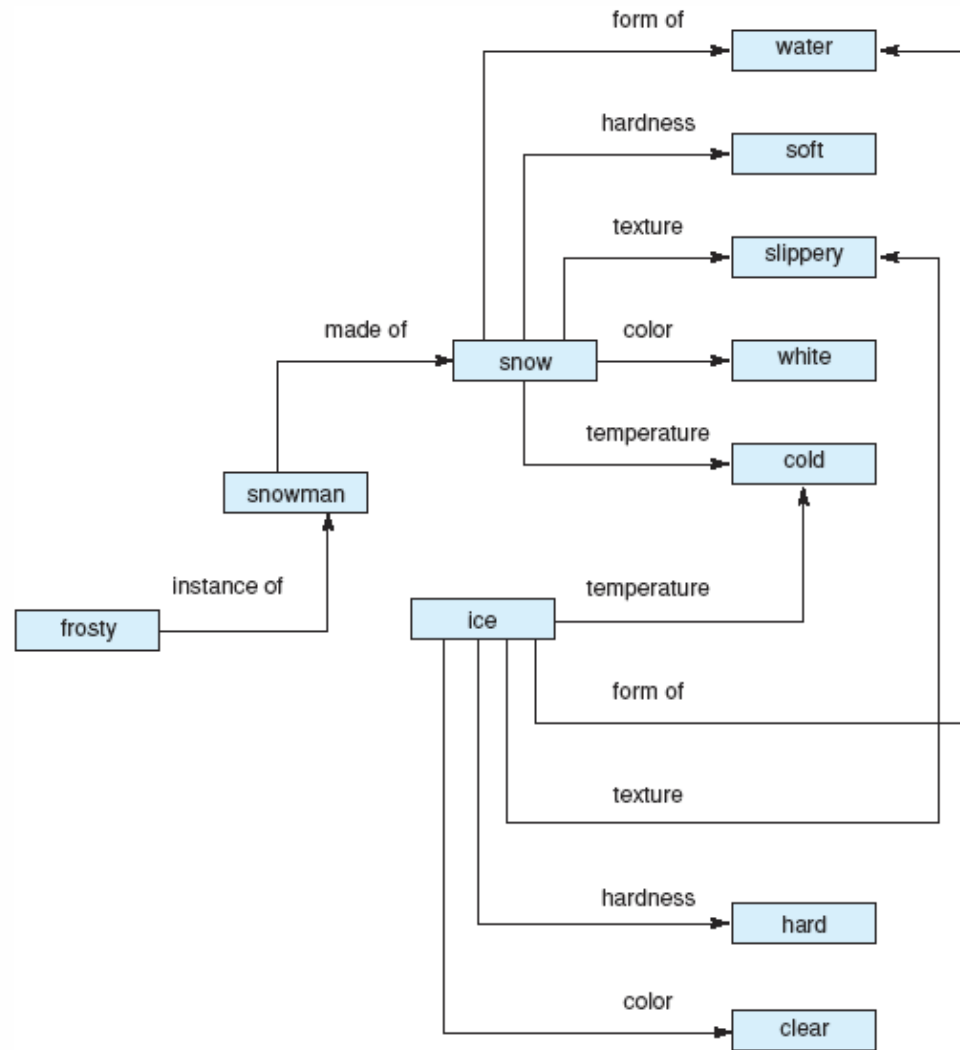 form of
water
hardness
soft
texture
slippery
made of
color
snow
white
temperature
cold
snowman
instance of
temperature
frosty
ice
form of
texture
hardness
hard
color
clear